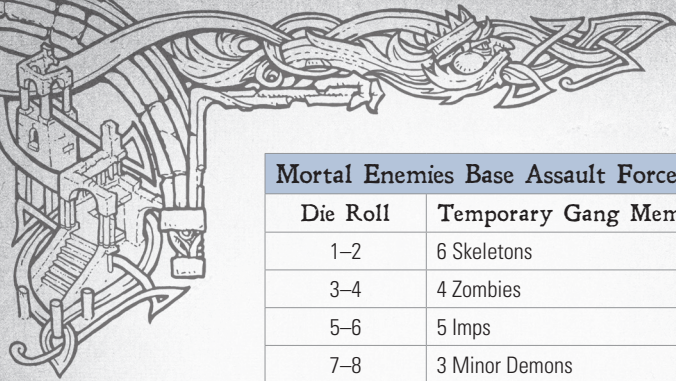 Mortal Enemies Base Assault Force
Die Roll Temporary Gang Mem
1–2 6 Skeletons
3–4 4 Zombies
5–6 5 Imps
7–8 3 Minor Demons